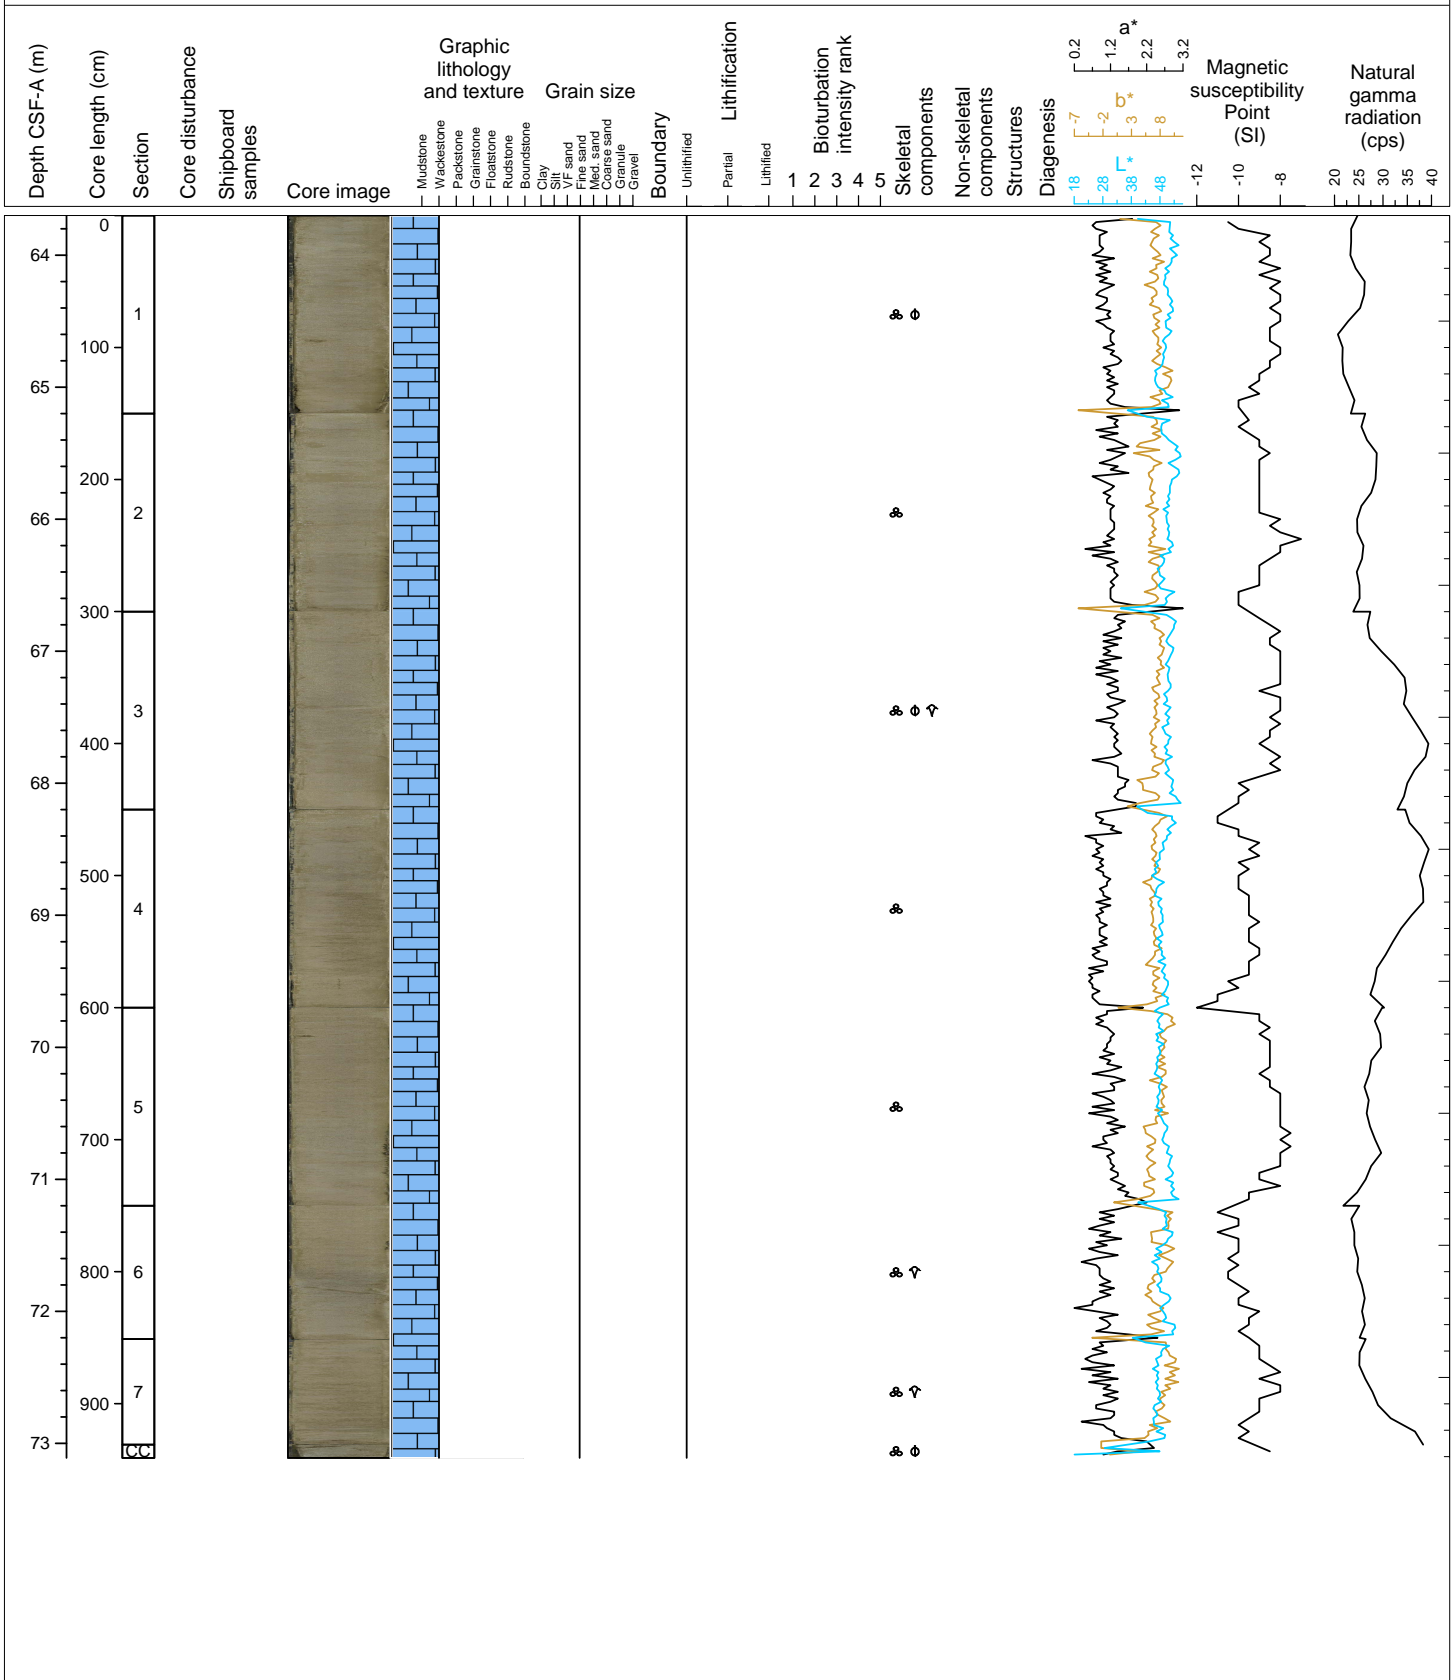 Depth CSF-A (m)
Core length (cm)
Section
Core disturbance
Shipboard
samples
Core image
Graphic
lithology
and texture
Mudstone
Wackestone
Packstone
Grainstone
Floatstone
Rudstone
Boundstone
Grain size
Clay
Silt
VF sand
Fine sand
Med. sand
Coarse sand
Granule
Gravel
Boundary
Lithification
Unlithified
Partial
Lithified
Bioturbation
intensity rank
1 2 3 4 5
Skeletal
components
Non-skeletal
components
Structures
Diagenesis
a*
0.2 1.2 2.2 3.2
b*
-7 -2 3 8
L*
18 28 38 48
Magnetic
susceptibility
Point
(SI)
-12 -10 -8
Natural
gamma
radiation
(cps)
20 25 30 35 40
0
64
1
100
65
200
66
2
300
67
3
400
68
500
69
4
600
70
5
700
71
800
6
72
7
900
73
CC